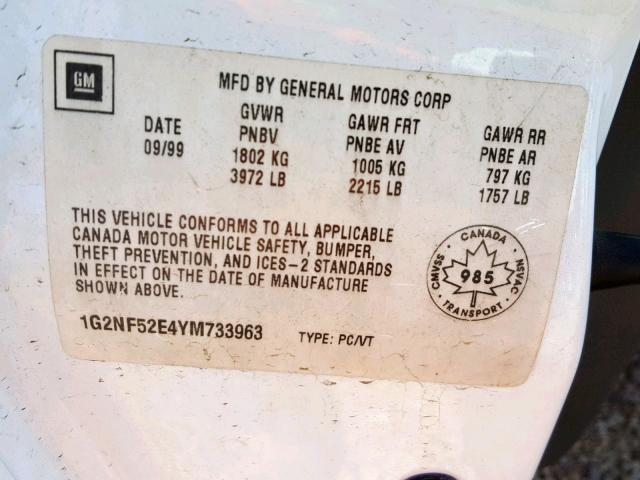 GM
MFD BY GENERAL MOTORS CORP
DATE
09/99
GVWR
PNBV
1802 KG
3972 LB
GAWR FRT
PNBE AV
1005 KG
2215 LB
GAWR RR
PNBE AR
797 KG
1757 LB
THIS VEHICLE CONFORMS TO ALL APPLICABLE
CANADA MOTOR VEHICLE SAFETY, BUMPER,
THEFT PREVENTION, AND ICES-2 STANDARDS
IN EFFECT ON THE DATE OF MANUFACTURE
SHOWN ABOVE.
CANADA
CMVSS
985
NSVAC
TRANSPORT
1G2NF52E4YM733963
TYPE: PC/VT